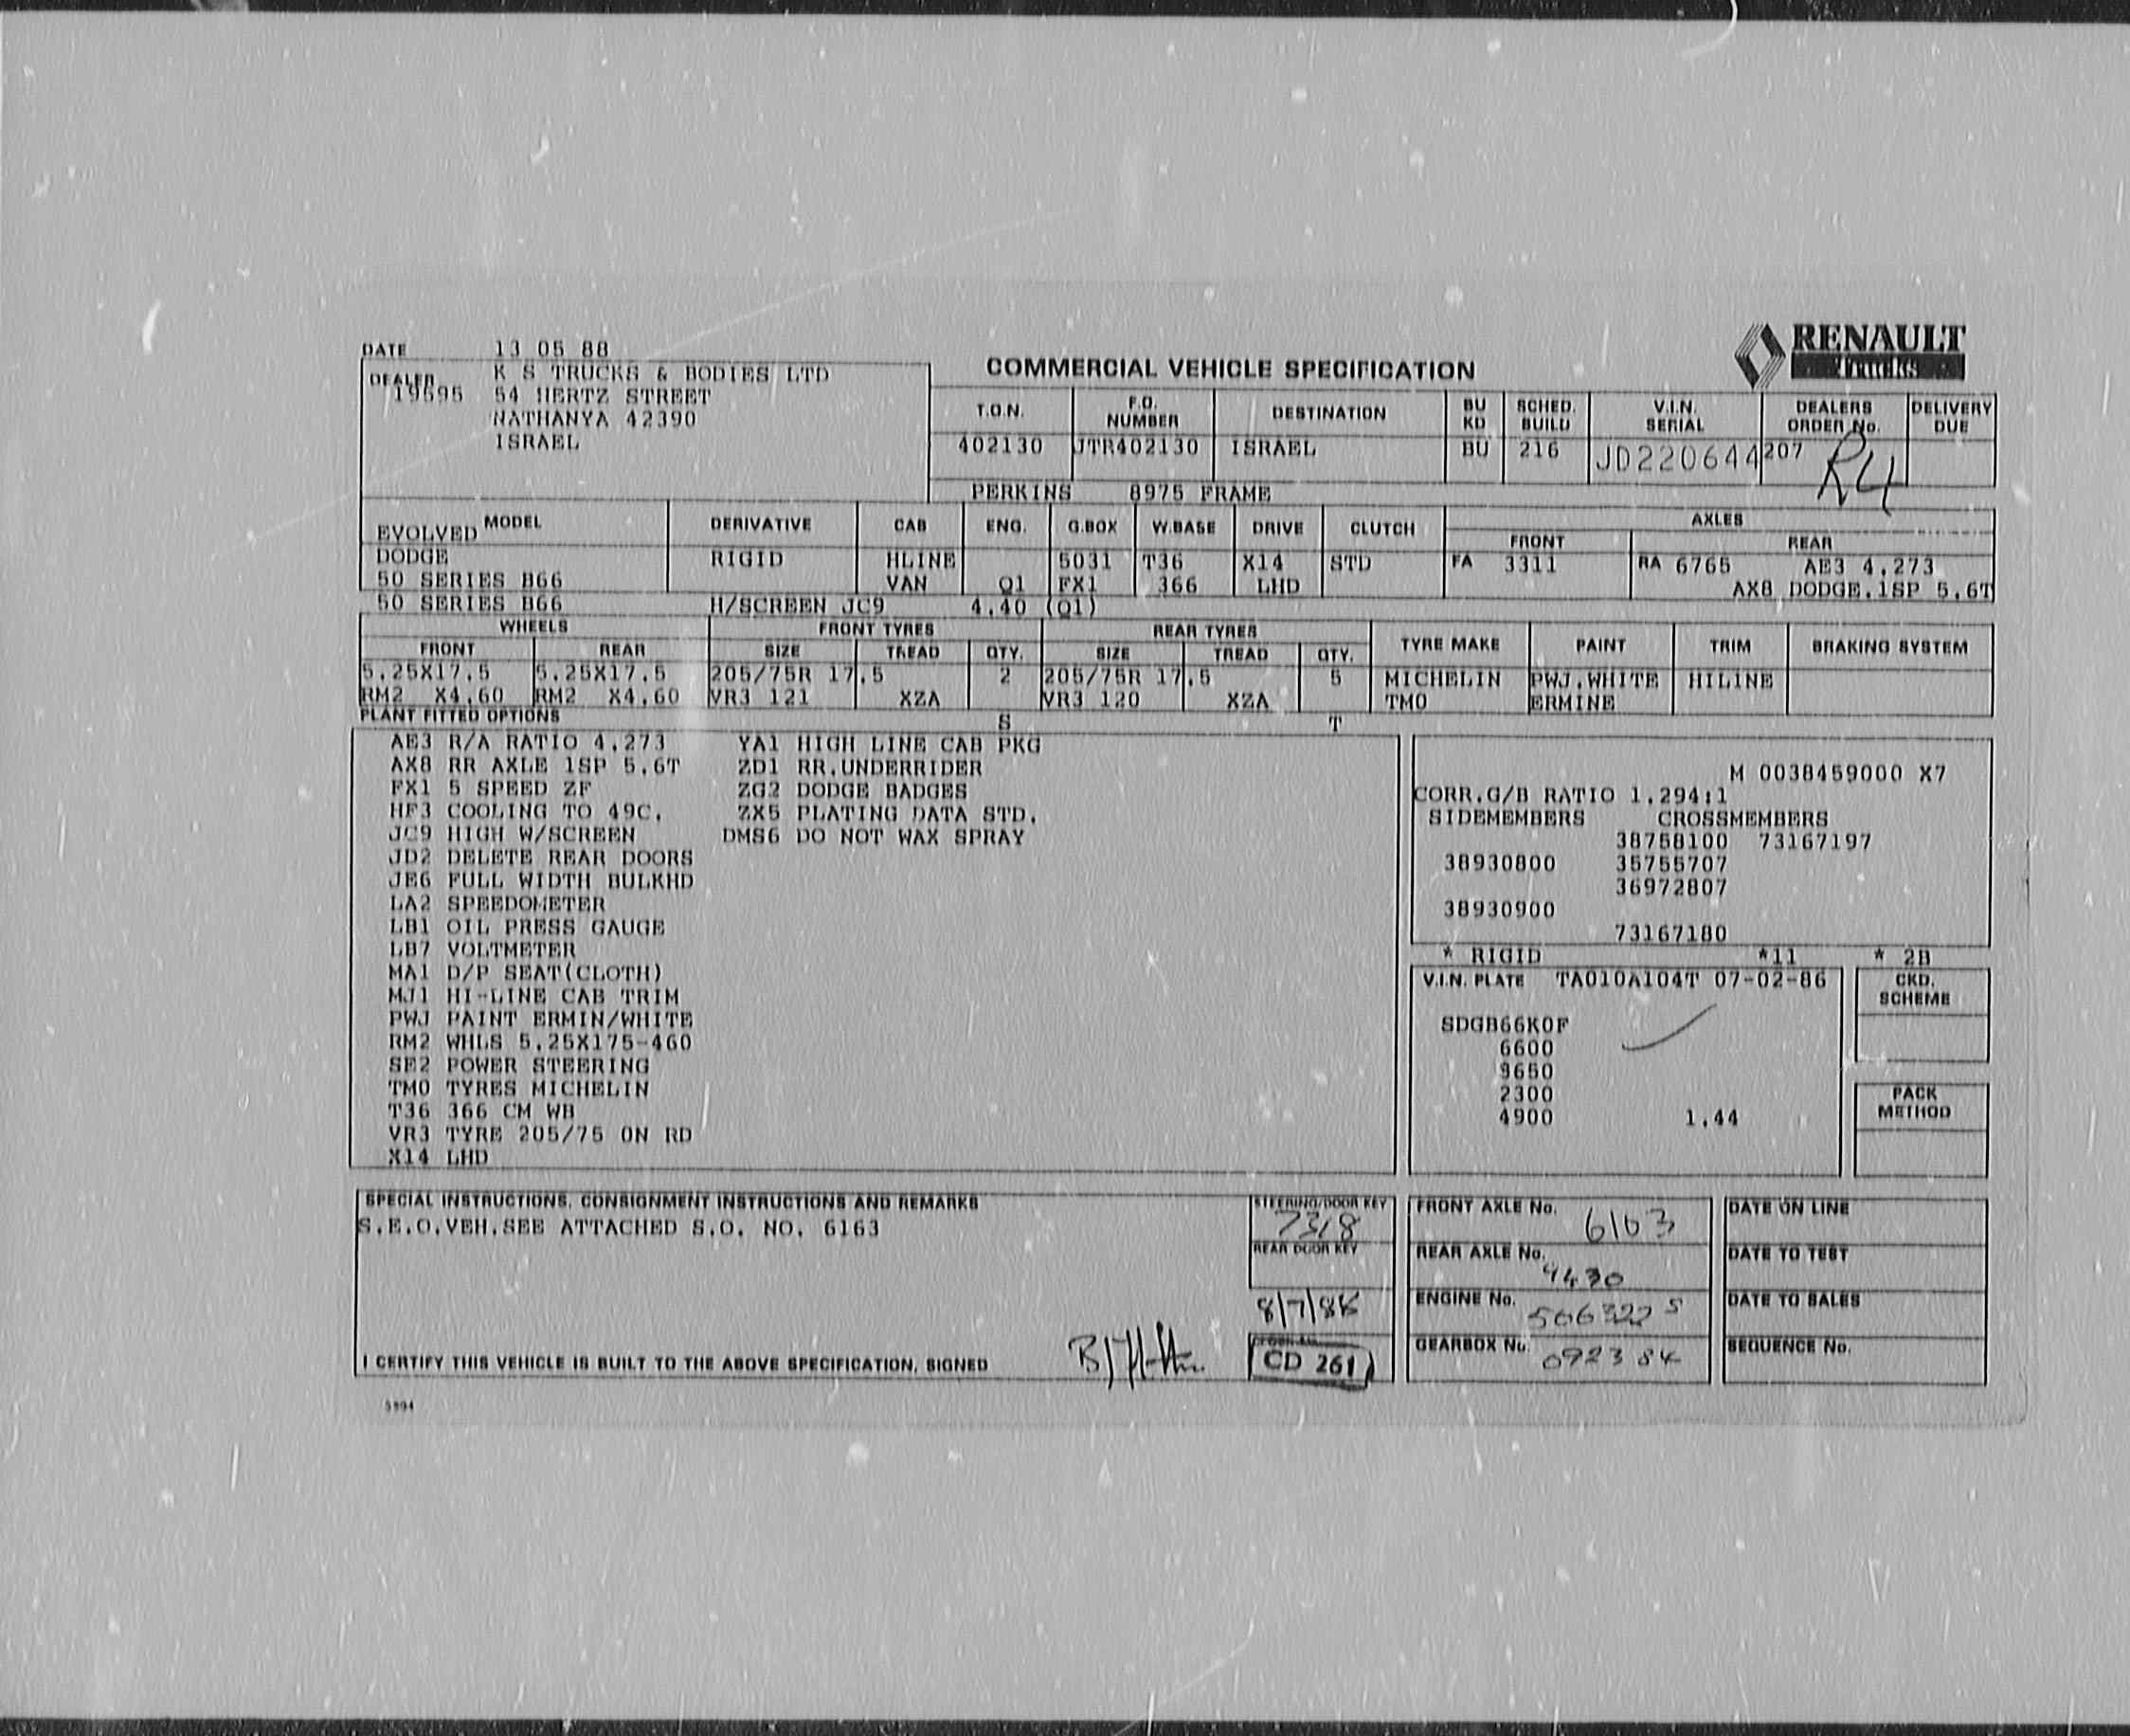 RENAULT
Trucks
DATE 13 05 88
DEALER K S TRUCKS & BODIES LTD
19595 54 HERTZ STREET
NATHANYA 42390
ISRAEL
COMMERCIAL VEHICLE SPECIFICATION
T.O.N. F.O. NUMBER DESTINATION BU KD SCHED. BUILD V.I.N. SERIAL DEALERS ORDER No. DELIVERY DUE
402130 JTR402130 ISRAEL BU 216 JD220644 207 R4
PERKINS 8975 FRAME
MODEL DERIVATIVE CAB ENG. G.BOX W.BASE DRIVE CLUTCH AXLES
FRONT REAR
EVOLVED
DODGE RIGID HLINE 5031 T36 X14 STD FA 3311 RA 6765 AE3 4.273
50 SERIES B66 VAN Q1 FX1 366 LHD AX8 DODGE.1SP 5.6T
50 SERIES B66 H/SCREEN JC9 4.40 (Q1)
WHEELS FRONT TYRES REAR TYRES TYRE MAKE PAINT TRIM BRAKING SYSTEM
FRONT REAR SIZE TREAD QTY. SIZE TREAD QTY.
5.25X17.5 5.25X17.5 205/75R 17.5 2 205/75R 17.5 5 MICHELIN PWJ.WHITE HILINE
RM2 X4.60 RM2 X4.60 VR3 121 XZA VR3 120 XZA TMO ERMINE
PLANT FITTED OPTIONS S T
AE3 R/A RATIO 4.273 YA1 HIGH LINE CAB PKG
AX8 RR AXLE 1SP 5.6T ZD1 RR.UNDERRIDER
FX1 5 SPEED ZF ZG2 DODGE BADGES
HF3 COOLING TO 49C. ZX5 PLATING DATA STD.
JC9 HIGH W/SCREEN DMS6 DO NOT WAX SPRAY
JD2 DELETE REAR DOORS
JE6 FULL WIDTH BULKHD
LA2 SPEEDOMETER
LB1 OIL PRESS GAUGE
LB7 VOLTMETER
MA1 D/P SEAT(CLOTH)
MJ1 HI-LINE CAB TRIM
PWJ PAINT ERMIN/WHITE
RM2 WHLS 5.25X175-460
SE2 POWER STEERING
TMO TYRES MICHELIN
T36 366 CM WB
VR3 TYRE 205/75 ON RD
X14 LHD
M 0038459000 X7
CORR.G/B RATIO 1.294:1
SIDEMEMBERS CROSSMEMBERS
38758100 73167197
38930800 35755707
36972807
38930900
73167180
* RIGID *11 * 2B
V.I.N. PLATE TA010A104T 07-02-86
SDGB66K0F
6600
9650
2300
4900 1.44
CKD. SCHEME
PACK METHOD
SPECIAL INSTRUCTIONS, CONSIGNMENT INSTRUCTIONS AND REMARKS
S.E.O.VEH.SEE ATTACHED S.O. NO. 6163
I CERTIFY THIS VEHICLE IS BUILT TO THE ABOVE SPECIFICATION, SIGNED
STEERING/DOOR KEY
7318
REAR DOOR KEY
8/7/88
CD 261
FRONT AXLE No. 6103
REAR AXLE No. 9430
ENGINE No. 566322 S
GEARBOX No. 092384
DATE ON LINE
DATE TO TEST
DATE TO SALES
SEQUENCE No.